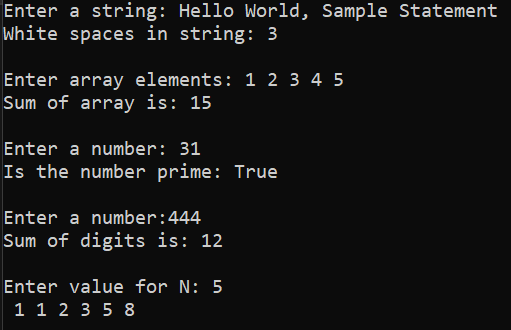 Enter a string: Hello World, Sample Statement
White spaces in string: 3
Enter array elements: 1 2 3 4 5
Sum of array is: 15
Enter a number: 31
Is the number prime: True
Enter a number:444
Sum of digits is: 12
Enter value for N: 5
1 1 2 3 5 8